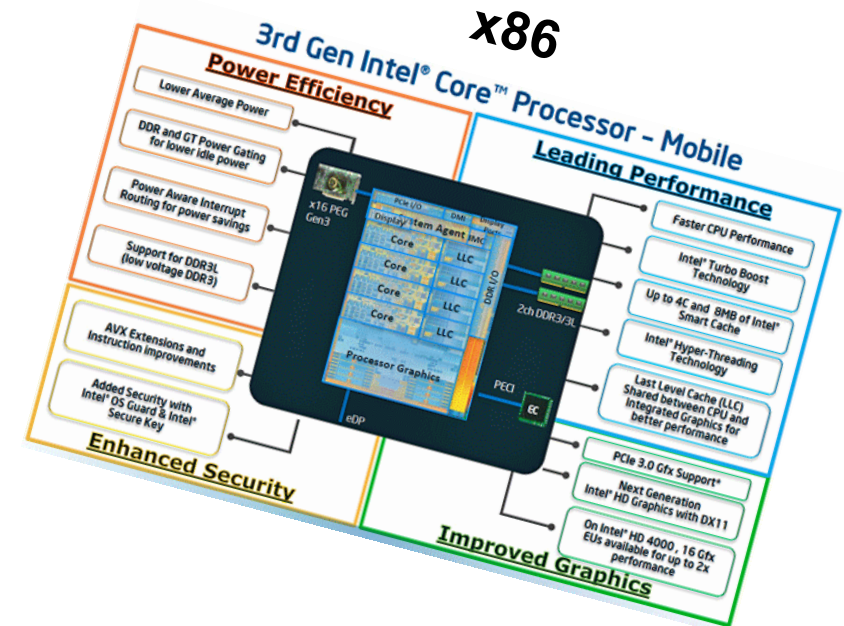 x86
3rd Gen Intel® Core™ Processor – Mobile
Power Efficiency
Lower Average Power
DDR and GT Power Gating
for lower idle power
Power Aware Interrupt
Routing for power savings
Support for DDR3L
(low voltage DDR3)
AVX Extensions and
Instruction improvements
Added Security with
Intel® OS Guard & Intel®
Secure Key
Enhanced Security
x16 PEG
Gen3
PCIe I/O
DMI
Display
Port
Display
tem Agent
IMC
Core
LLC
Core
LLC
Core
LLC
Core
LLC
DDR I/O
Processor Graphics
2ch DDR3/3L
PECI
EC
eDP
Leading Performance
Faster CPU Performance
Intel® Turbo Boost
Technology
Up to 4C and 8MB of Intel®
Smart Cache
Intel® Hyper-Threading
Technology
Last Level Cache (LLC)
Shared between CPU and
Integrated Graphics for
better performance
PCIe 3.0 Gfx Support*
Next Generation
Intel® HD Graphics with DX11
On Intel® HD 4000 , 16 Gfx
EUs available for up to 2x
performance
Improved Graphics